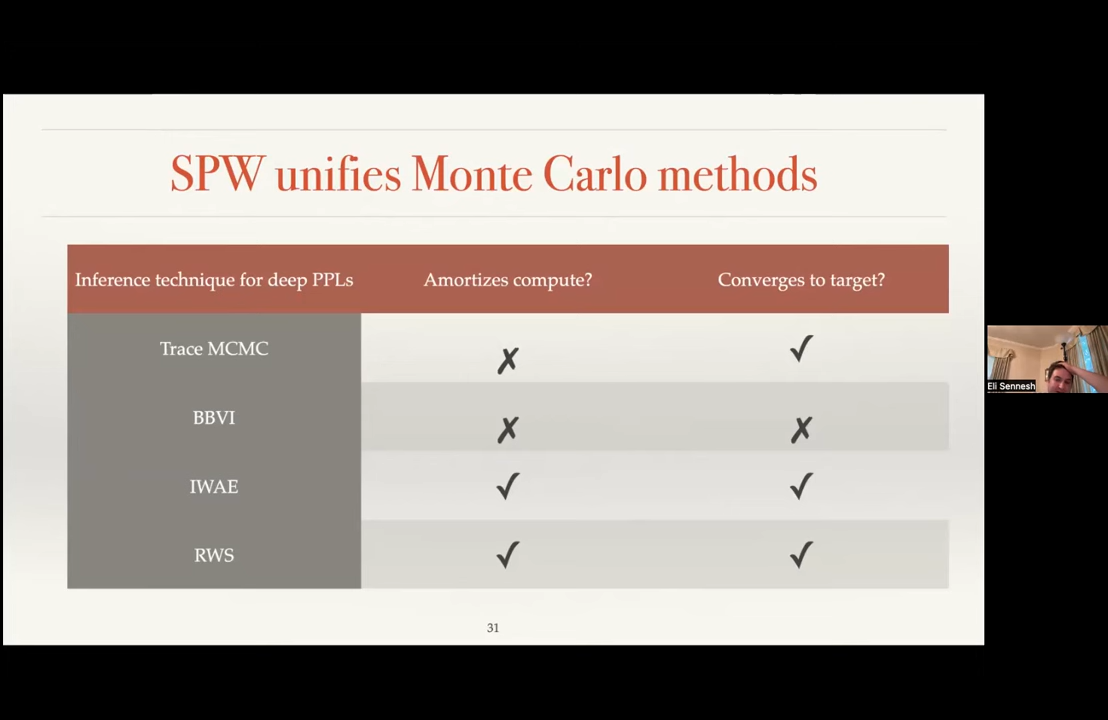 SPW unifies Monte Carlo methods
Inference technique for deep PPLs Amortizes compute? Converges to target?
Trace MCMC ✗ ✓
BBVI ✗ ✗
IWAE ✓ ✓
RWS ✓ ✓
31
Eli Sennesh